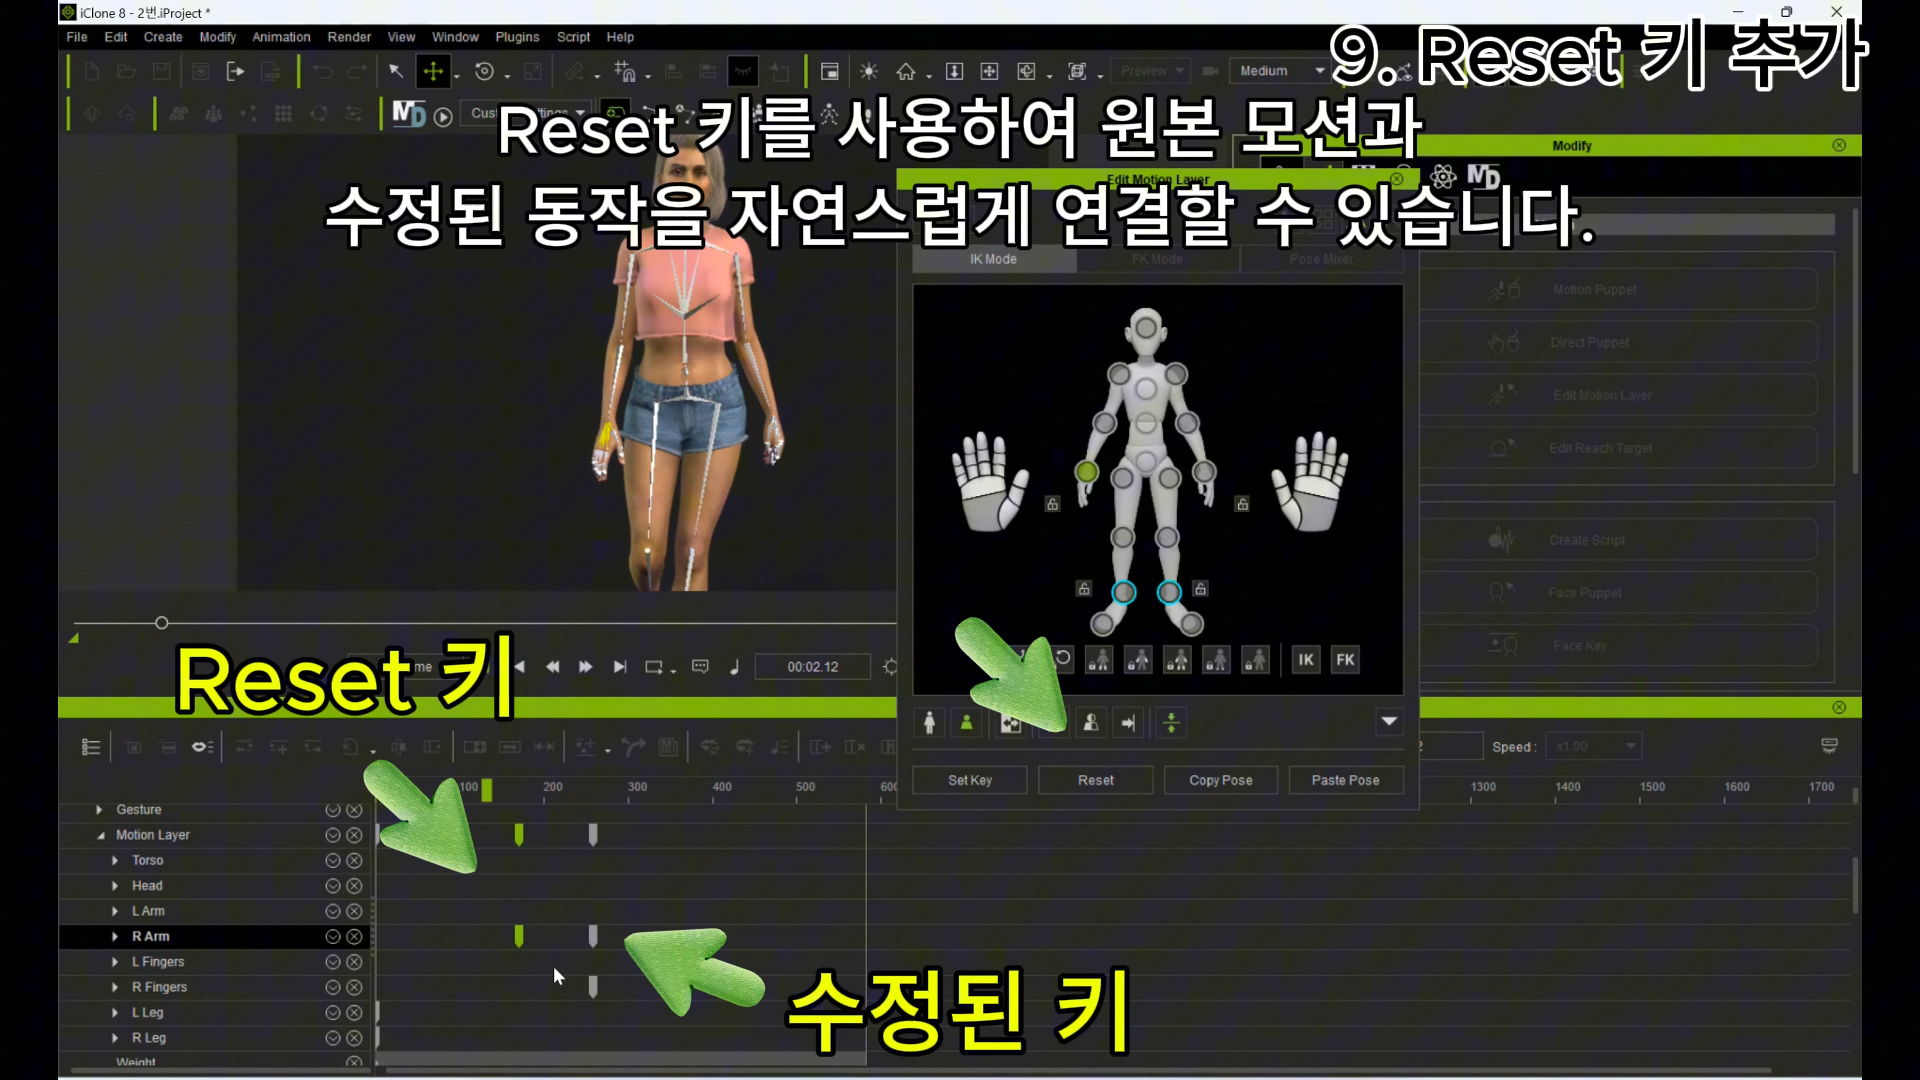 iClone 8 - 2번.iProject *
File Edit Create Modify Animation Render View Window Plugins Script Help
9. Reset 키 추가
Preview Medium
Reset 키를 사용하여 원본 모션과
수정된 동작을 자연스럽게 연결할 수 있습니다.
Modify
Edit Motion Layer
IK Mode FK Mode Pose Mixer
Motion Puppet
Direct Puppet
Edit Motion Layer
Edit Reach Target
Create Script
Face Puppet
Face Key
IK FK
Reset 키
00:02.12
Speed : x1.00
Set Key Reset Copy Pose Paste Pose
100 200 300 400 500 1300 1400 1500 1600 1700
Gesture
Motion Layer
Torso
Head
L Arm
R Arm
L Fingers
R Fingers
L Leg
R Leg
Weight
수정된 키